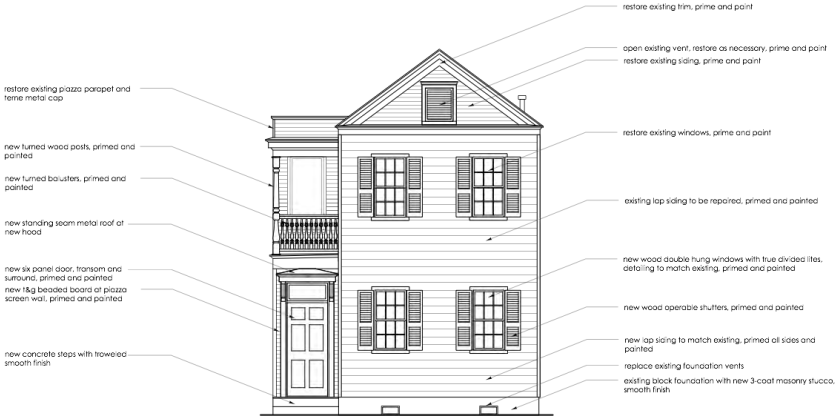 restore existing trim, prime and paint
open existing vent, restore as necessary, prime and paint
restore existing siding, prime and paint
restore existing piazza parapet and
terne metal cap
restore existing windows, prime and paint
new turned wood posts, primed and
painted
new turned balusters, primed and
painted
existing lap siding to be repaired, primed and painted
new standing seam metal roof at
new hood
new wood double hung windows with true divided lites,
detailing to match existing, primed and painted
new six panel door, transom and
surround, primed and painted
new t&g beaded board at piazza
screen wall, primed and painted
new wood operable shutters, primed and painted
new lap siding to match existing, primed all sides and
painted
new concrete steps with troweled
smooth finish
replace existing foundation vents
existing block foundation with new 3-coat masonry stucco,
smooth finish